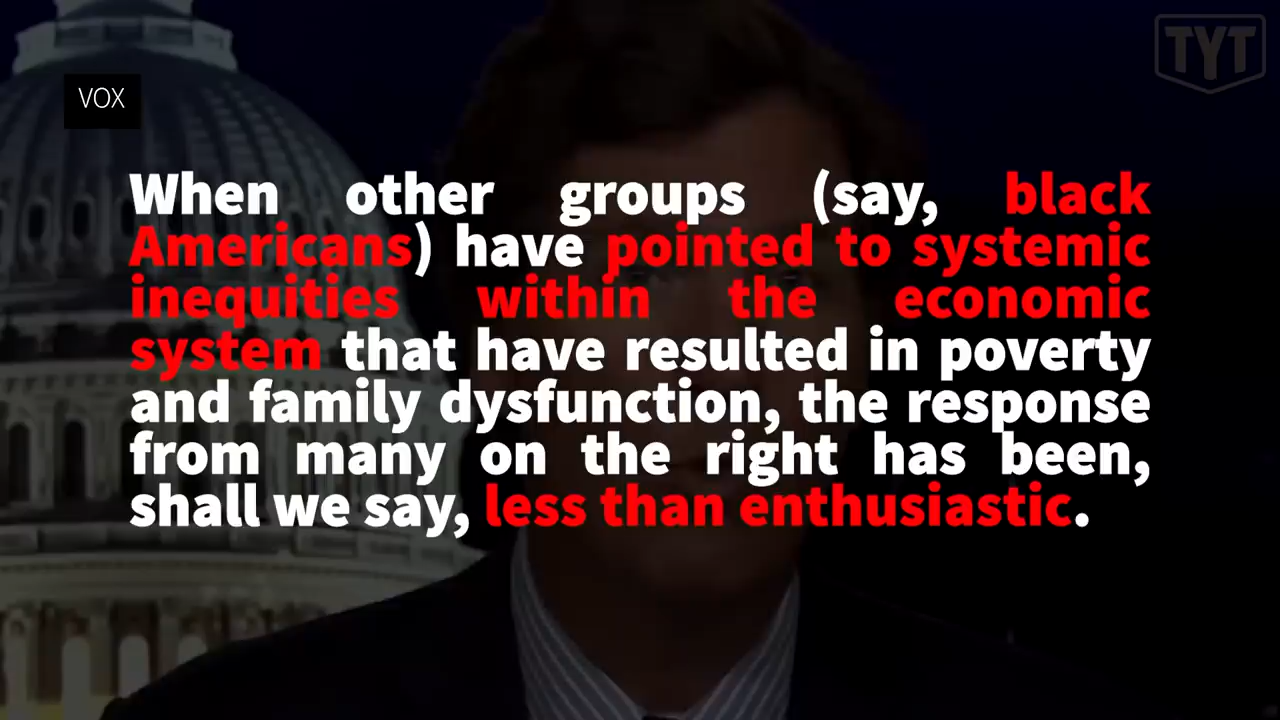 TYT
VOX
When other groups (say, black
Americans) have pointed to systemic
inequities within the economic
system that have resulted in poverty
and family dysfunction, the response
from many on the right has been,
shall we say, less than enthusiastic.